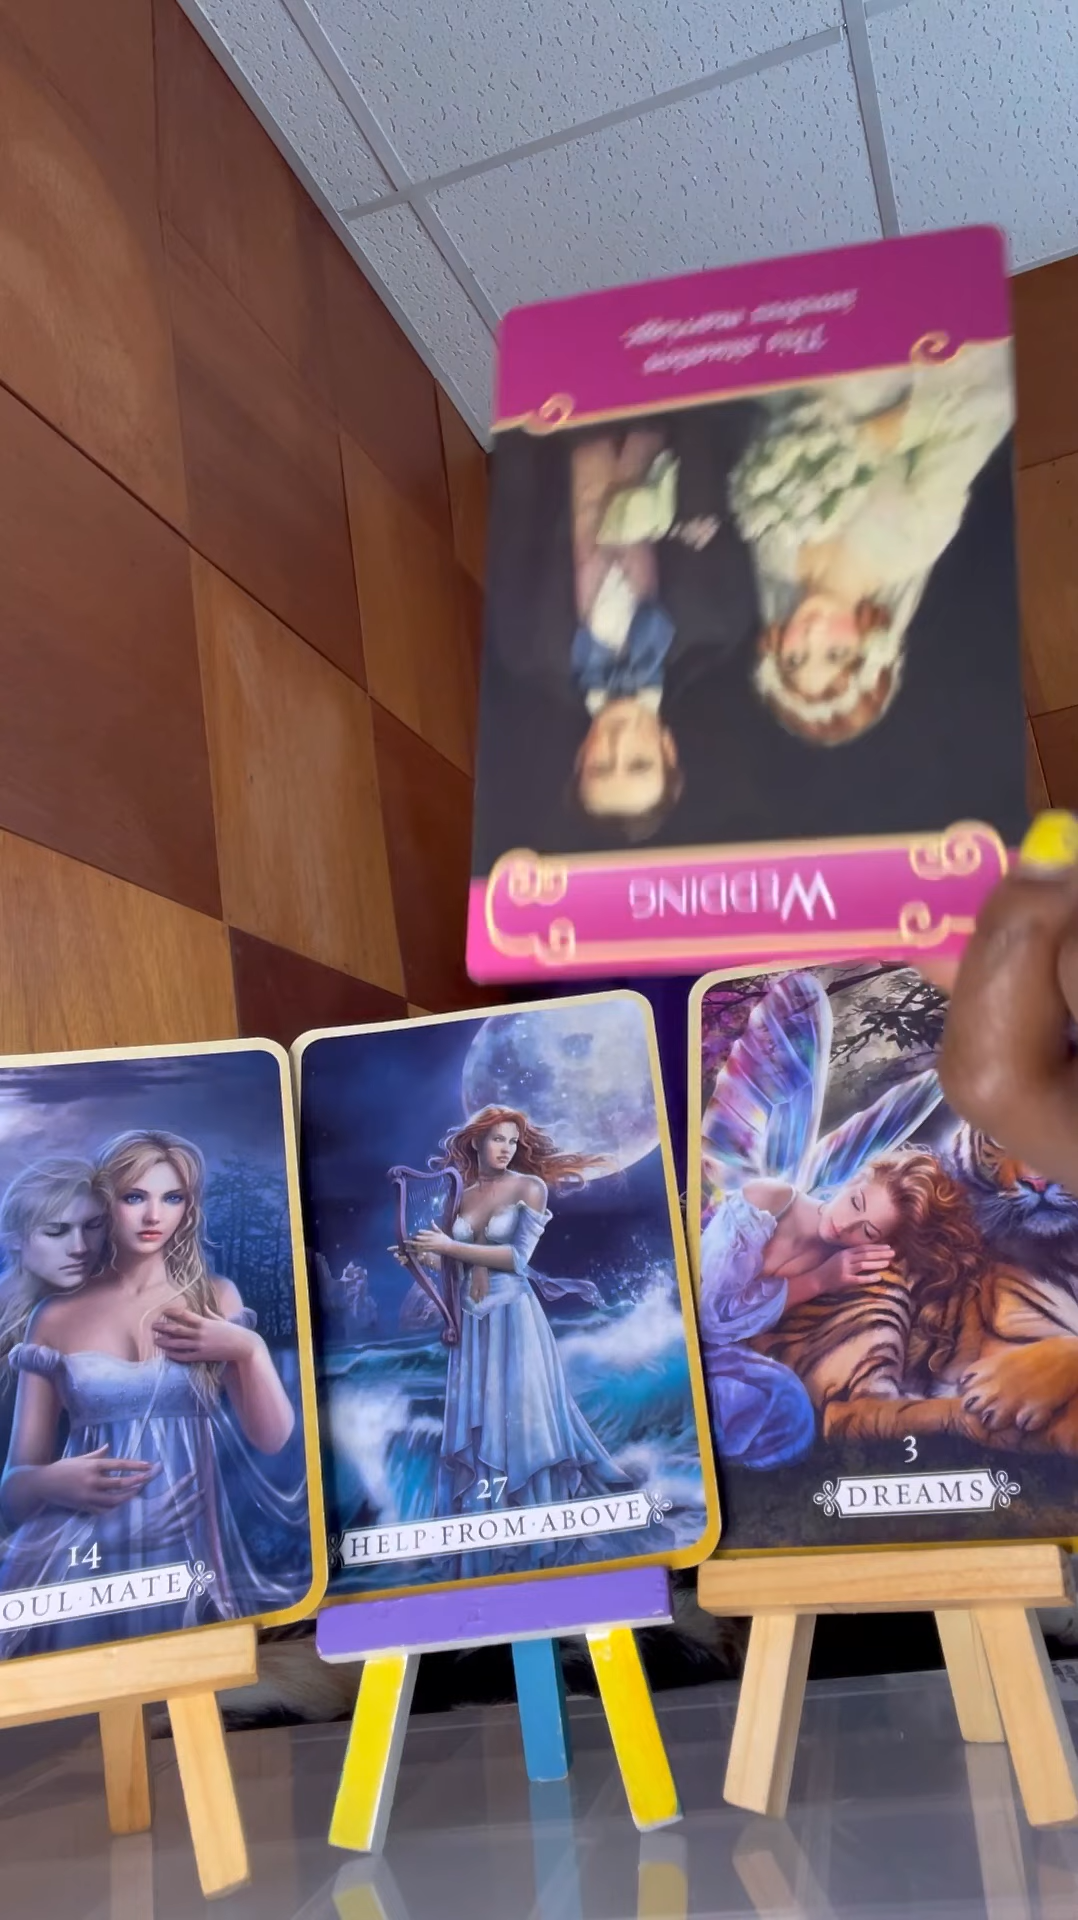 WEDDING
This situation
involves marriage.
14
OUL·MATE
27
HELP·FROM·ABOVE
3
DREAMS